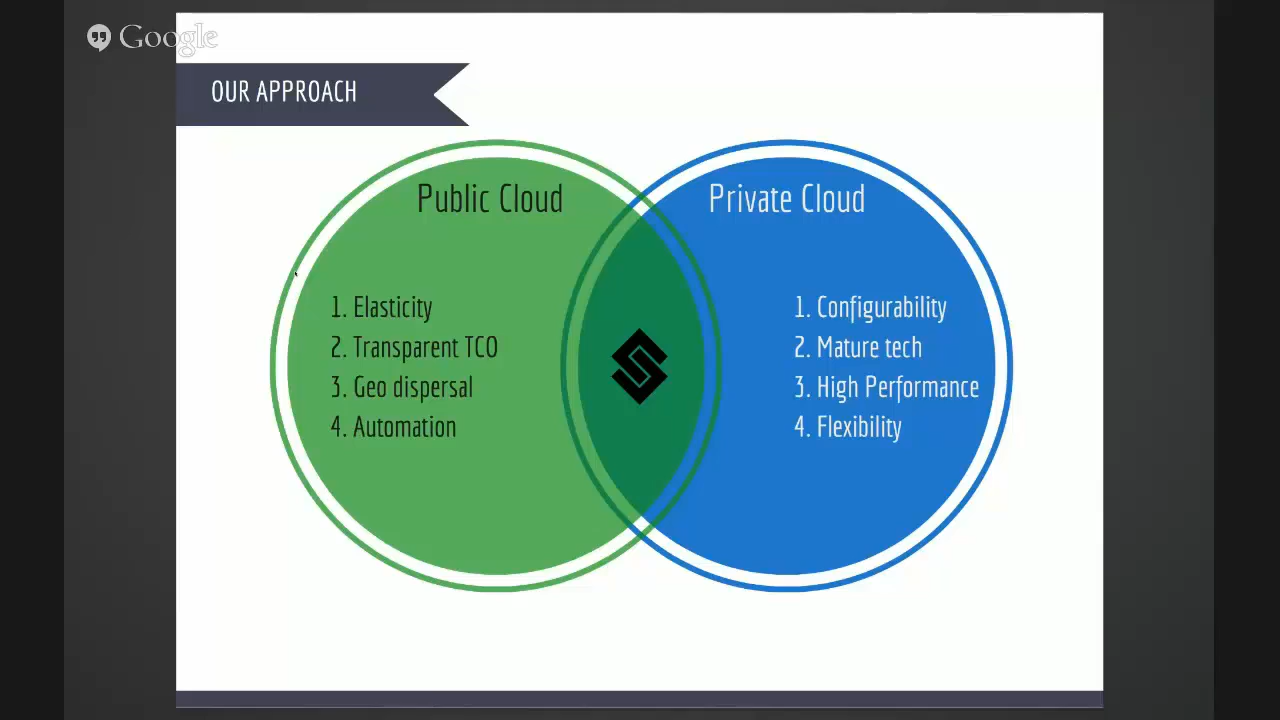 Google
OUR APPROACH
Public Cloud
1. Elasticity
2. Transparent TCO
3. Geo dispersal
4. Automation
Private Cloud
1. Configurability
2. Mature tech
3. High Performance
4. Flexibility